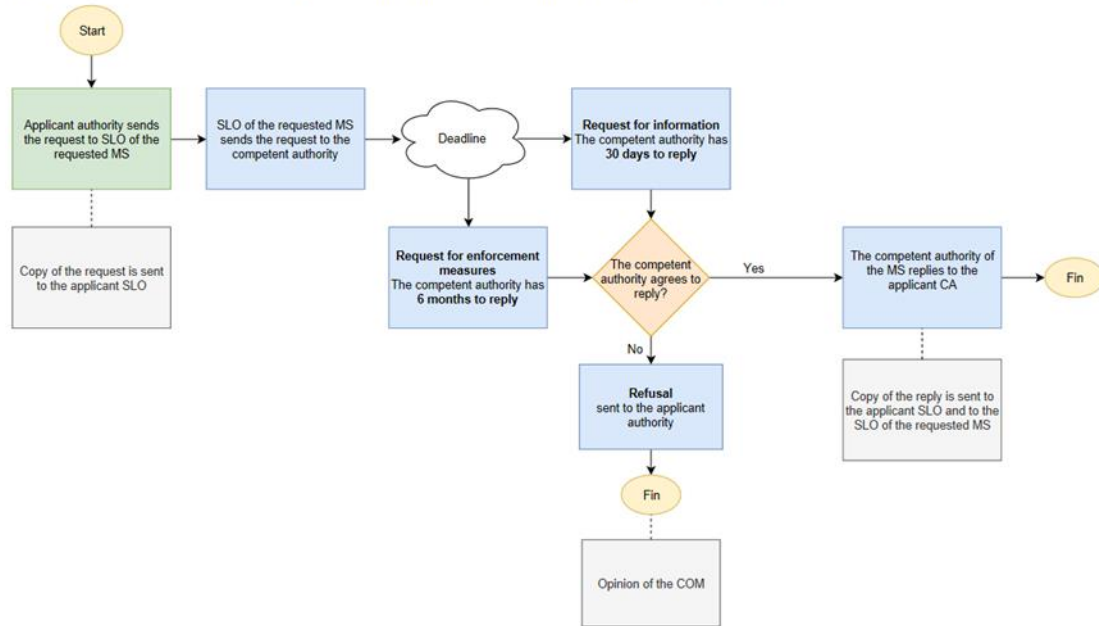 Start
Applicant authority sends
the request to SLO of the
requested MS
SLO of the requested MS
sends the request to the
competent authority
Deadline
Request for information
The competent authority has
30 days to reply
Copy of the request is sent
to the applicant SLO
Request for enforcement
measures
The competent authority has
6 months to reply
The competent
authority agrees to
reply?
Yes
The competent authority of
the MS replies to the
applicant CA
Fin
No
Refusal
sent to the applicant
authority
Copy of the reply is sent to
the applicant SLO and to the
SLO of the requested MS
Fin
Opinion of the COM